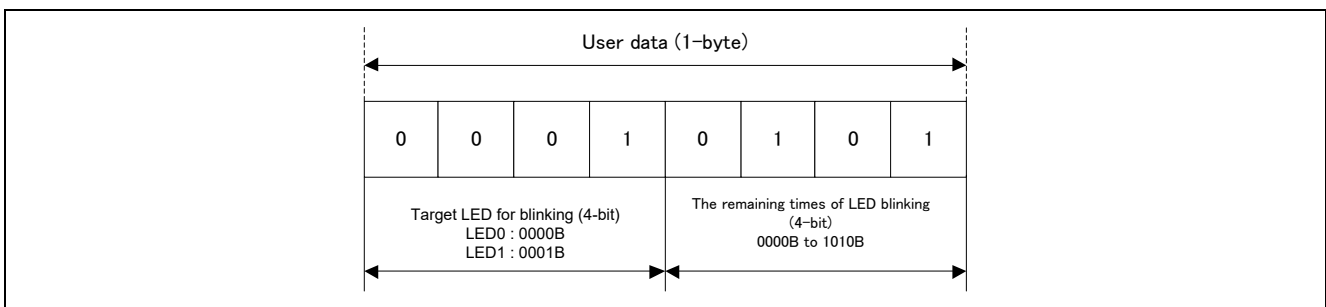 User data (1-byte)
0 0 0 1 0 1 0 1
Target LED for blinking (4-bit)
LED0 : 0000B
LED1 : 0001B
The remaining times of LED blinking
(4-bit)
0000B to 1010B